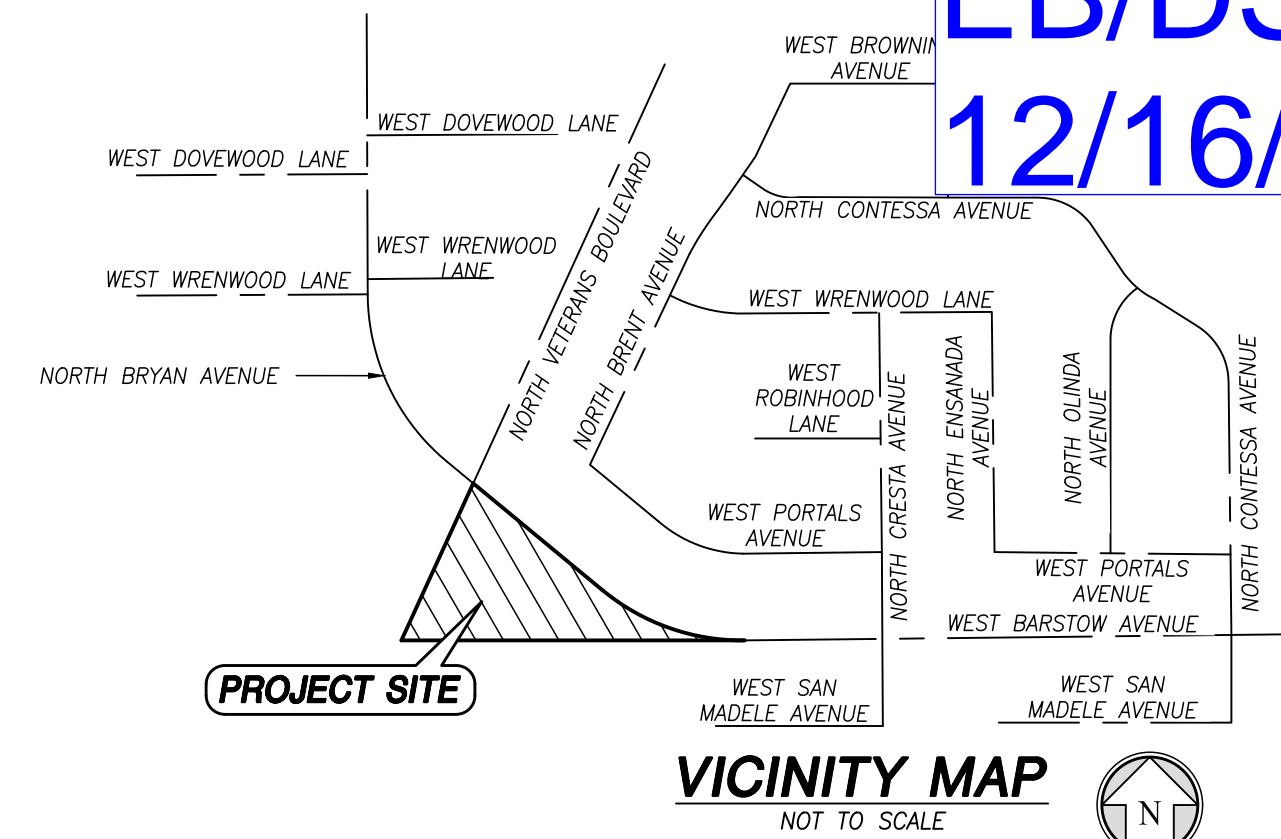 WEST
AVENUE
12/16/
WEST DOVEWOOD LANE
WEST DOVEWOOD LANE
NORTH CONTESSA AVENUE
WEST WRENWOOD
LANE
WEST WRENWOOD LANE
NORTH VETERANS BOULEVARD
NORTH BRENT AVENUE
WEST WRENWOOD LANE
NORTH BRYAN AVENUE
WEST
ROBINHOOD
LANE
NORTH CRESTA AVENUE
NORTH ENSANADA
AVENUE
NORTH OLINDA
AVENUE
NORTH CONTESSA AVENUE
WEST PORTALS
AVENUE
WEST PORTALS
AVENUE
WEST BARSTOW AVENUE
PROJECT SITE
WEST SAN
MADELE AVENUE
WEST SAN
MADELE AVENUE
VICINITY MAP
NOT TO SCALE
N